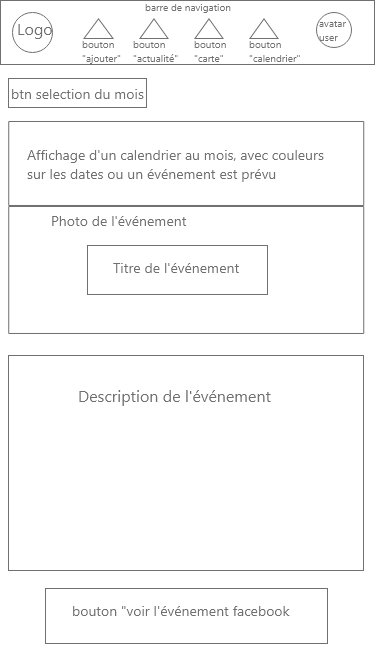 barre de navigation
Logo
avatar
user
bouton
"ajouter"
bouton
"actualité"
bouton
"carte"
bouton
"calendrier"
btn selection du mois
Affichage d'un calendrier au mois, avec couleurs
sur les dates ou un événement est prévu
Photo de l'événement
Titre de l'événement
Description de l'événement
bouton "voir l'événement facebook